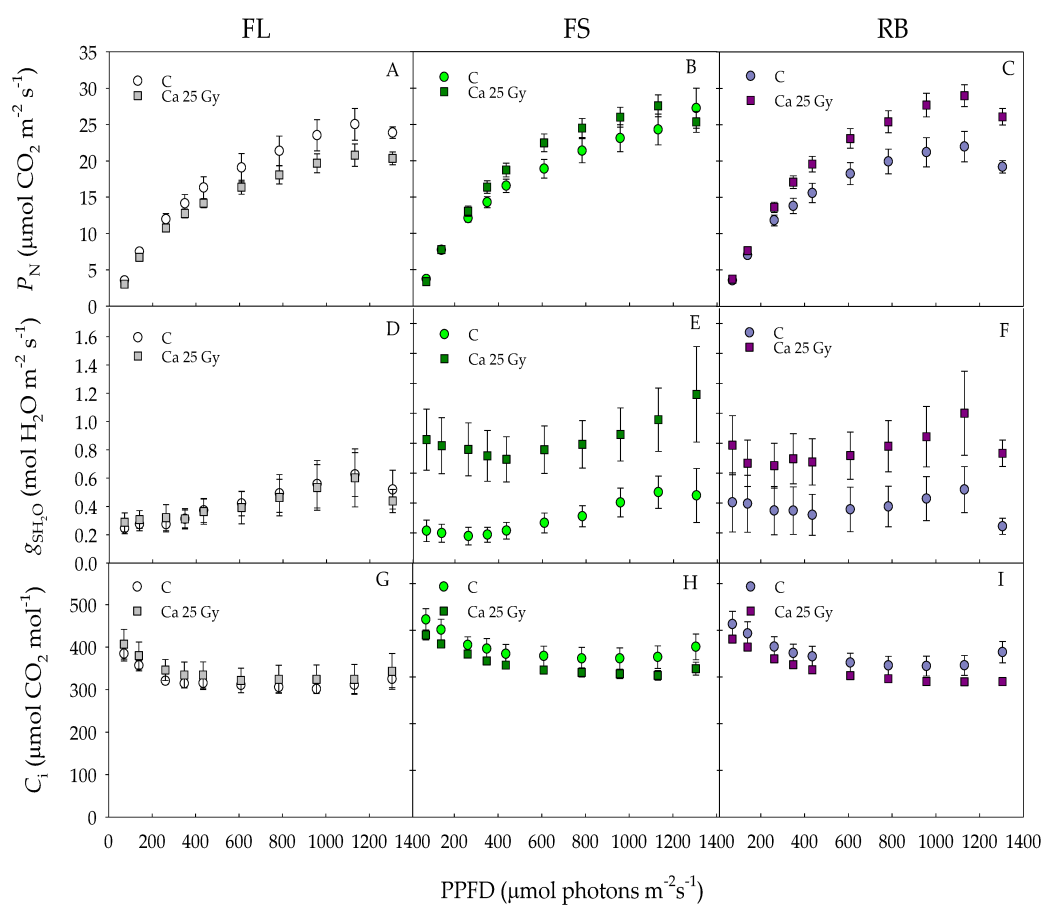 FL FS RB
35
30
25
20
15
10
5
0
P_N (µmol CO₂ m⁻² s⁻¹)
A
C
Ca 25 Gy
B
C
Ca 25 Gy
C
C
Ca 25 Gy
1.6
1.4
1.2
1.0
0.8
0.6
0.4
0.2
0.0
g_SH₂O (mol H₂O m⁻² s⁻¹)
D
C
Ca 25 Gy
E
C
Ca 25 Gy
F
C
Ca 25 Gy
500
400
300
200
100
0
C_i (µmol CO₂ mol⁻¹)
G
C
Ca 25 Gy
H
C
Ca 25 Gy
I
C
Ca 25 Gy
0 200 400 600 800 1000 1200 200 400 600 800 1000 1200 200 400 600 800 1000 1200 1400
PPFD (µmol photons m⁻²s⁻¹)